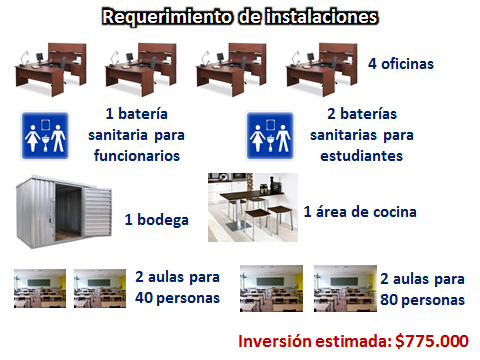 Requerimiento de instalaciones
4 oficinas
1 batería
sanitaria para
funcionarios
2 baterías
sanitarias para
estudiantes
1 bodega
1 área de cocina
2 aulas para
40 personas
2 aulas para
80 personas
Inversión estimada: $775.000